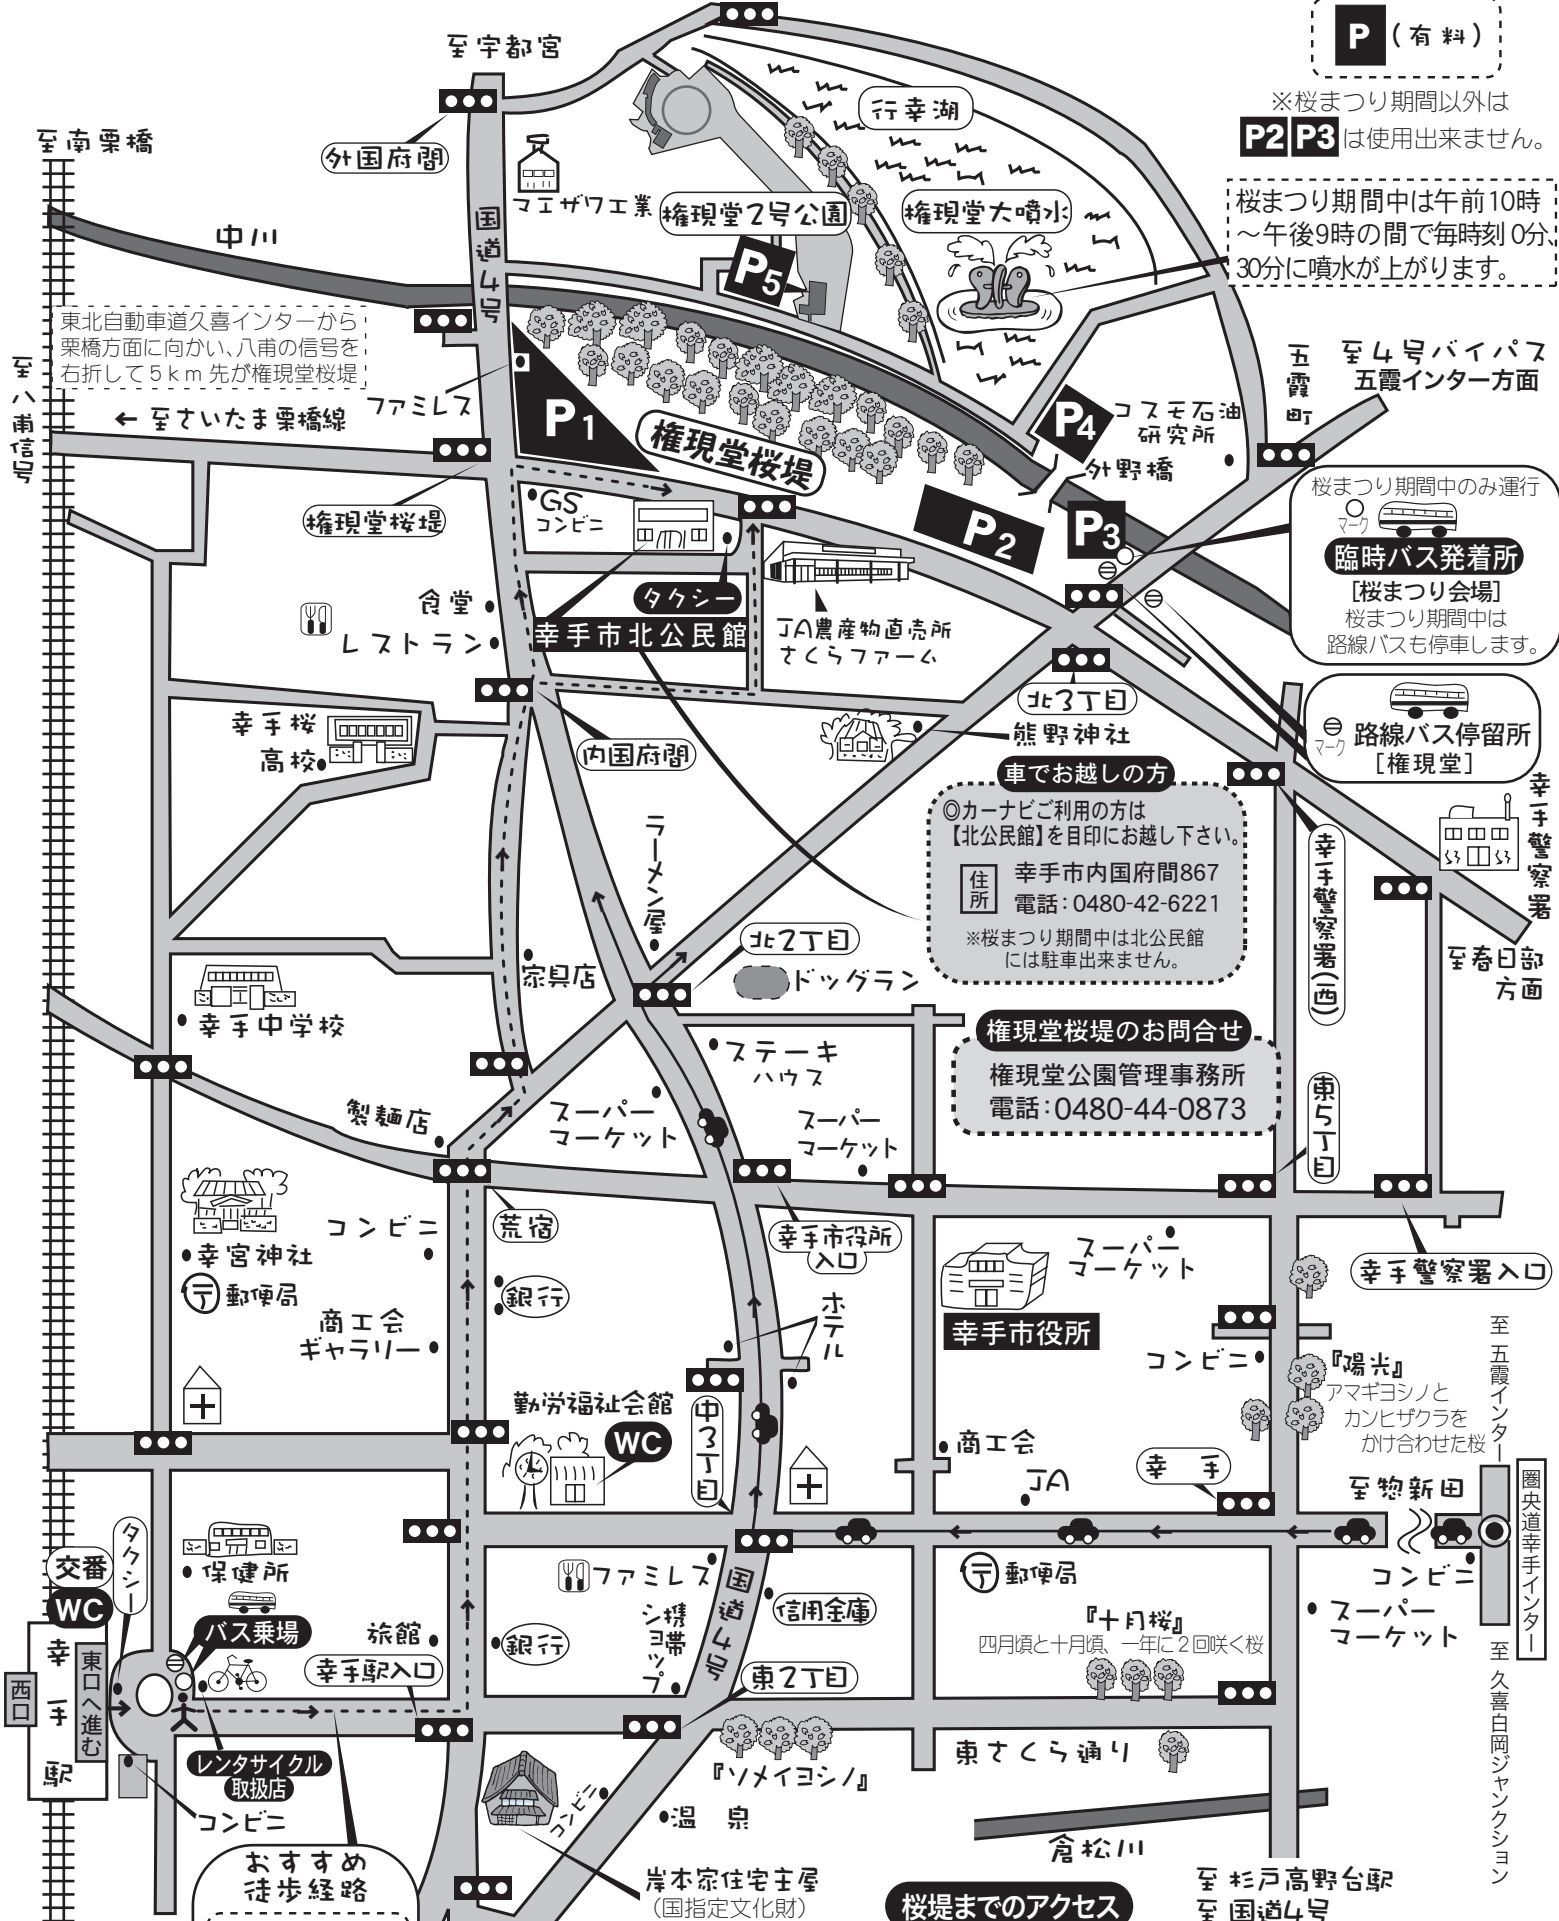 P (有料)
※桜まつり期間以外は
P2 P3 は使用出来ません。
至宇都宮
行幸湖
至南栗橋
外国府間
マエザワ工業
権現堂2号公園
権現堂大噴水
桜まつり期間中は午前10時
～午後9時の間で毎時刻0分、
30分に噴水が上がります。
中川
国道4号
P5
東北自動車道久喜インターから
栗橋方面に向かい、八甫の信号を
右折して5km先が権現堂桜堤
至八甫信号
← 至さいたま栗橋線
ファミレス
P1
権現堂桜堤
P4
コスモ石油
研究所
外野橋
五霞町
至4号バイパス
五霞インター方面
権現堂桜堤
GS
コンビニ
P2
P3
桜まつり期間中のみ運行
マーク
臨時バス発着所
[桜まつり会場]
桜まつり期間中は
路線バスも停車します。
食堂
レストラン
タクシー
幸手市北公民館
JA農産物直売所
さくらファーム
北3丁目
熊野神社
マーク
路線バス停留所
[権現堂]
幸手桜
高校
内国府間
車でお越しの方
◎カーナビご利用の方は
【北公民館】を目印にお越し下さい。
住所
幸手市内国府間867
電話：0480-42-6221
※桜まつり期間中は北公民館
には駐車出来ません。
幸手警察署
幸手警察署(西)
至春日部
方面
ラーメン屋
北2丁目
ドッグラン
家具店
幸手中学校
ステーキ
ハウス
権現堂桜堤のお問合せ
権現堂公園管理事務所
電話：0480-44-0873
東5丁目
製麺店
スーパー
マーケット
スーパー
マーケット
荒宿
コンビニ
幸宮神社
郵便局
銀行
商工会
ギャラリー
幸手市役所
入口
ホテル
幸手市役所
スーパー
マーケット
幸手警察署入口
コンビニ
『陽光』
アマギヨシノと
カンヒザクラを
かけ合わせた桜
至 五霞インター
勤労福祉会館
WC
中3丁目
商工会
JA
幸手
至惣新田
圏央道幸手インター
コンビニ
スーパー
マーケット
至 久喜白岡ジャンクション
交番
WC
タクシー
保健所
バス乗場
旅館
幸手駅入口
ファミレス
銀行
携帯
ショップ
国道4号
信用金庫
東2丁目
郵便局
『十月桜』
四月頃と十月頃、一年に2回咲く桜
西口
幸手駅
東口へ進む
レンタサイクル
取扱店
コンビニ
コンビニ
『ソメイヨシノ』
温泉
東さくら通り
倉松川
おすすめ
徒歩経路
岸本家住宅主屋
(国指定文化財)
桜堤までのアクセス
至 杉戸高野台駅
至 国道4号